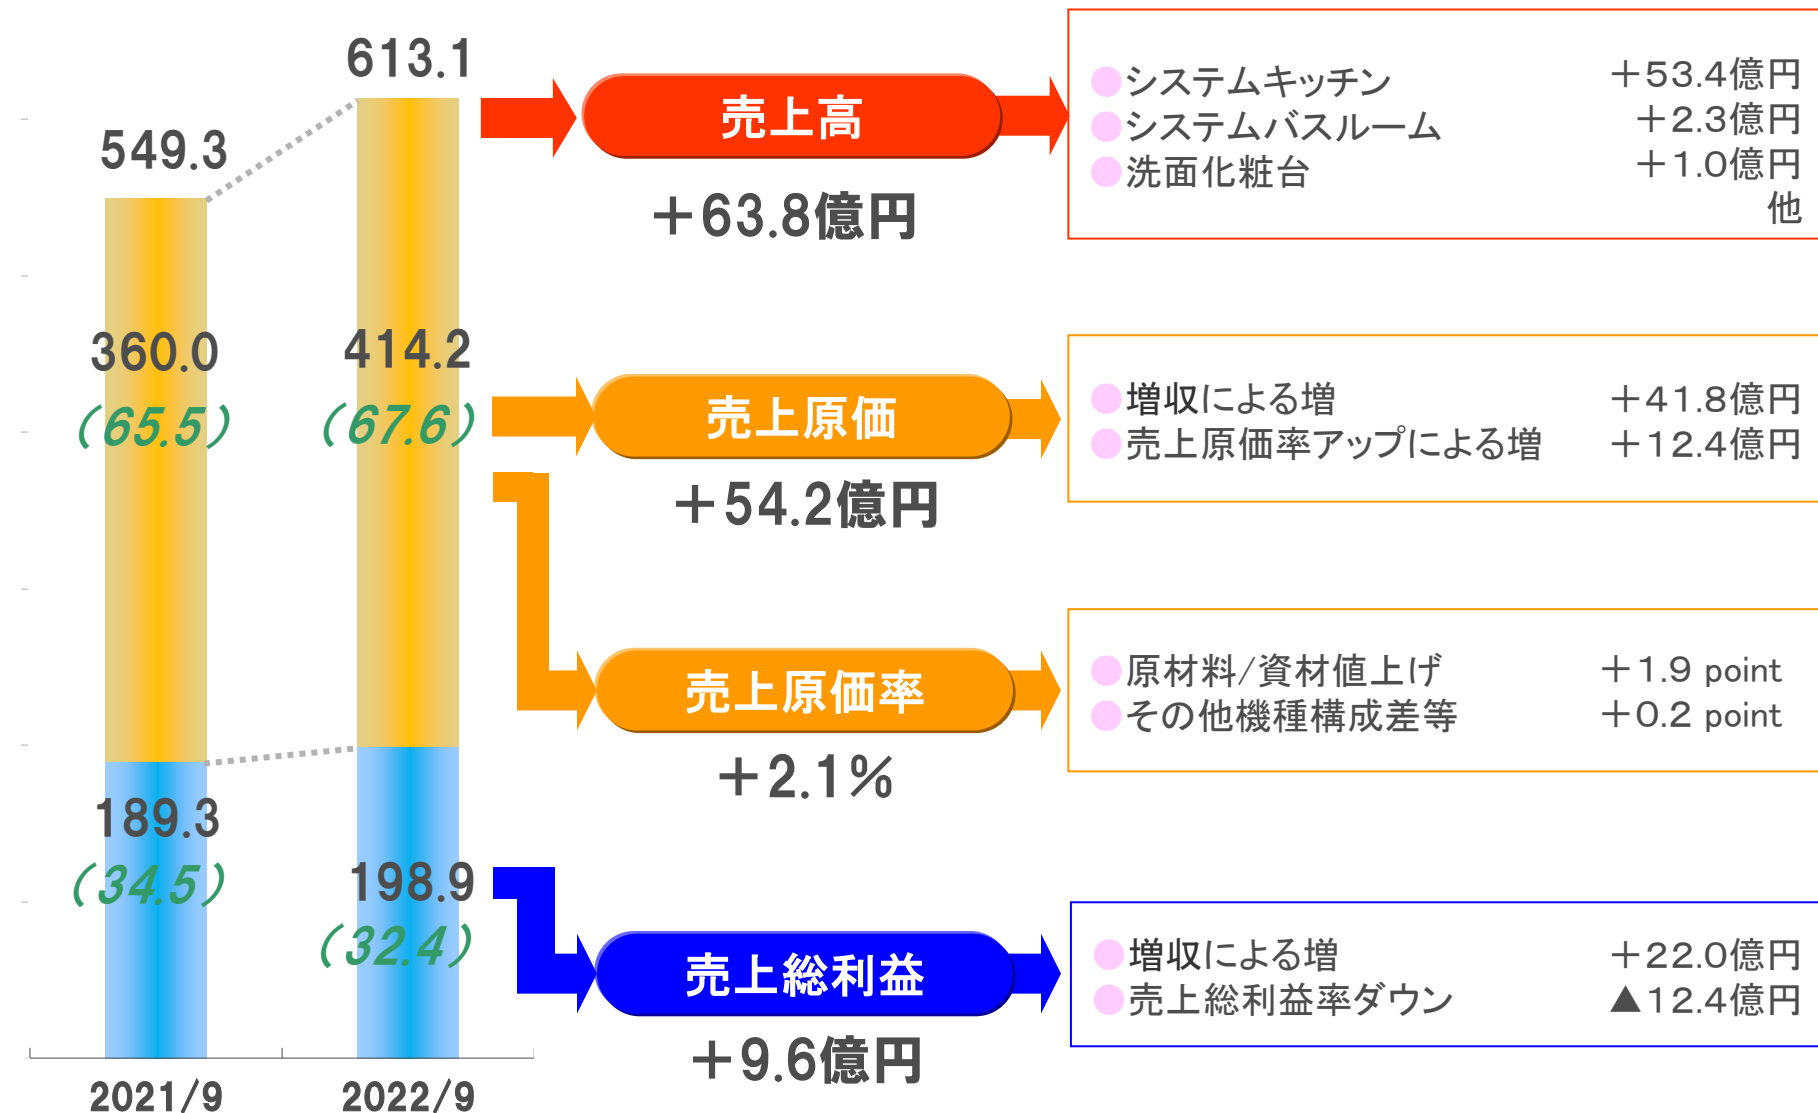 613.1
549.3
360.0
(65.5)
414.2
(67.6)
189.3
(34.5)
198.9
(32.4)
2021/9
2022/9
売上高
＋63.8億円
●システムキッチン ＋53.4億円
●システムバスルーム ＋2.3億円
●洗面化粧台 ＋1.0億円
他
売上原価
＋54.2億円
●増収による増 ＋41.8億円
●売上原価率アップによる増 ＋12.4億円
売上原価率
＋2.1%
●原材料/資材値上げ ＋1.9 point
●その他機種構成差等 ＋0.2 point
売上総利益
＋9.6億円
●増収による増 ＋22.0億円
●売上総利益率ダウン ▲12.4億円